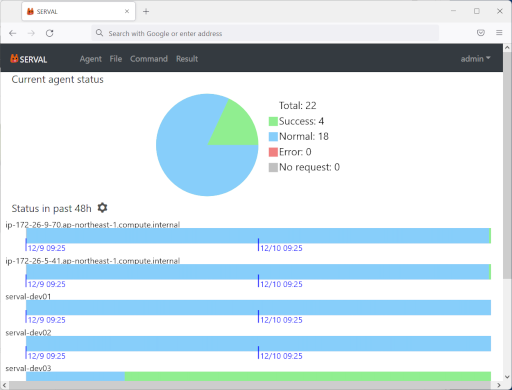 SERVAL
Search with Google or enter address
SERVAL
Agent File Command Result
admin
Current agent status
Total: 22
Success: 4
Normal: 18
Error: 0
No request: 0
Status in past 48h
ip-172-26-9-70.ap-northeast-1.compute.internal
12/9 09:25 12/10 09:25
ip-172-26-5-41.ap-northeast-1.compute.internal
12/9 09:25 12/10 09:25
serval-dev01
12/9 09:25 12/10 09:25
serval-dev02
12/9 09:25 12/10 09:25
serval-dev03